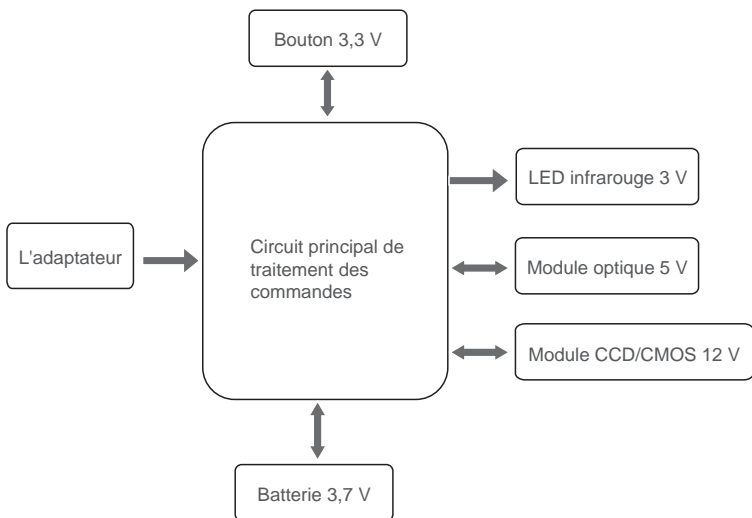 Bouton 3,3 V
LED infrarouge 3 V
L'adaptateur
Circuit principal de
traitement des
commandes
Module optique 5 V
Module CCD/CMOS 12 V
Batterie 3,7 V